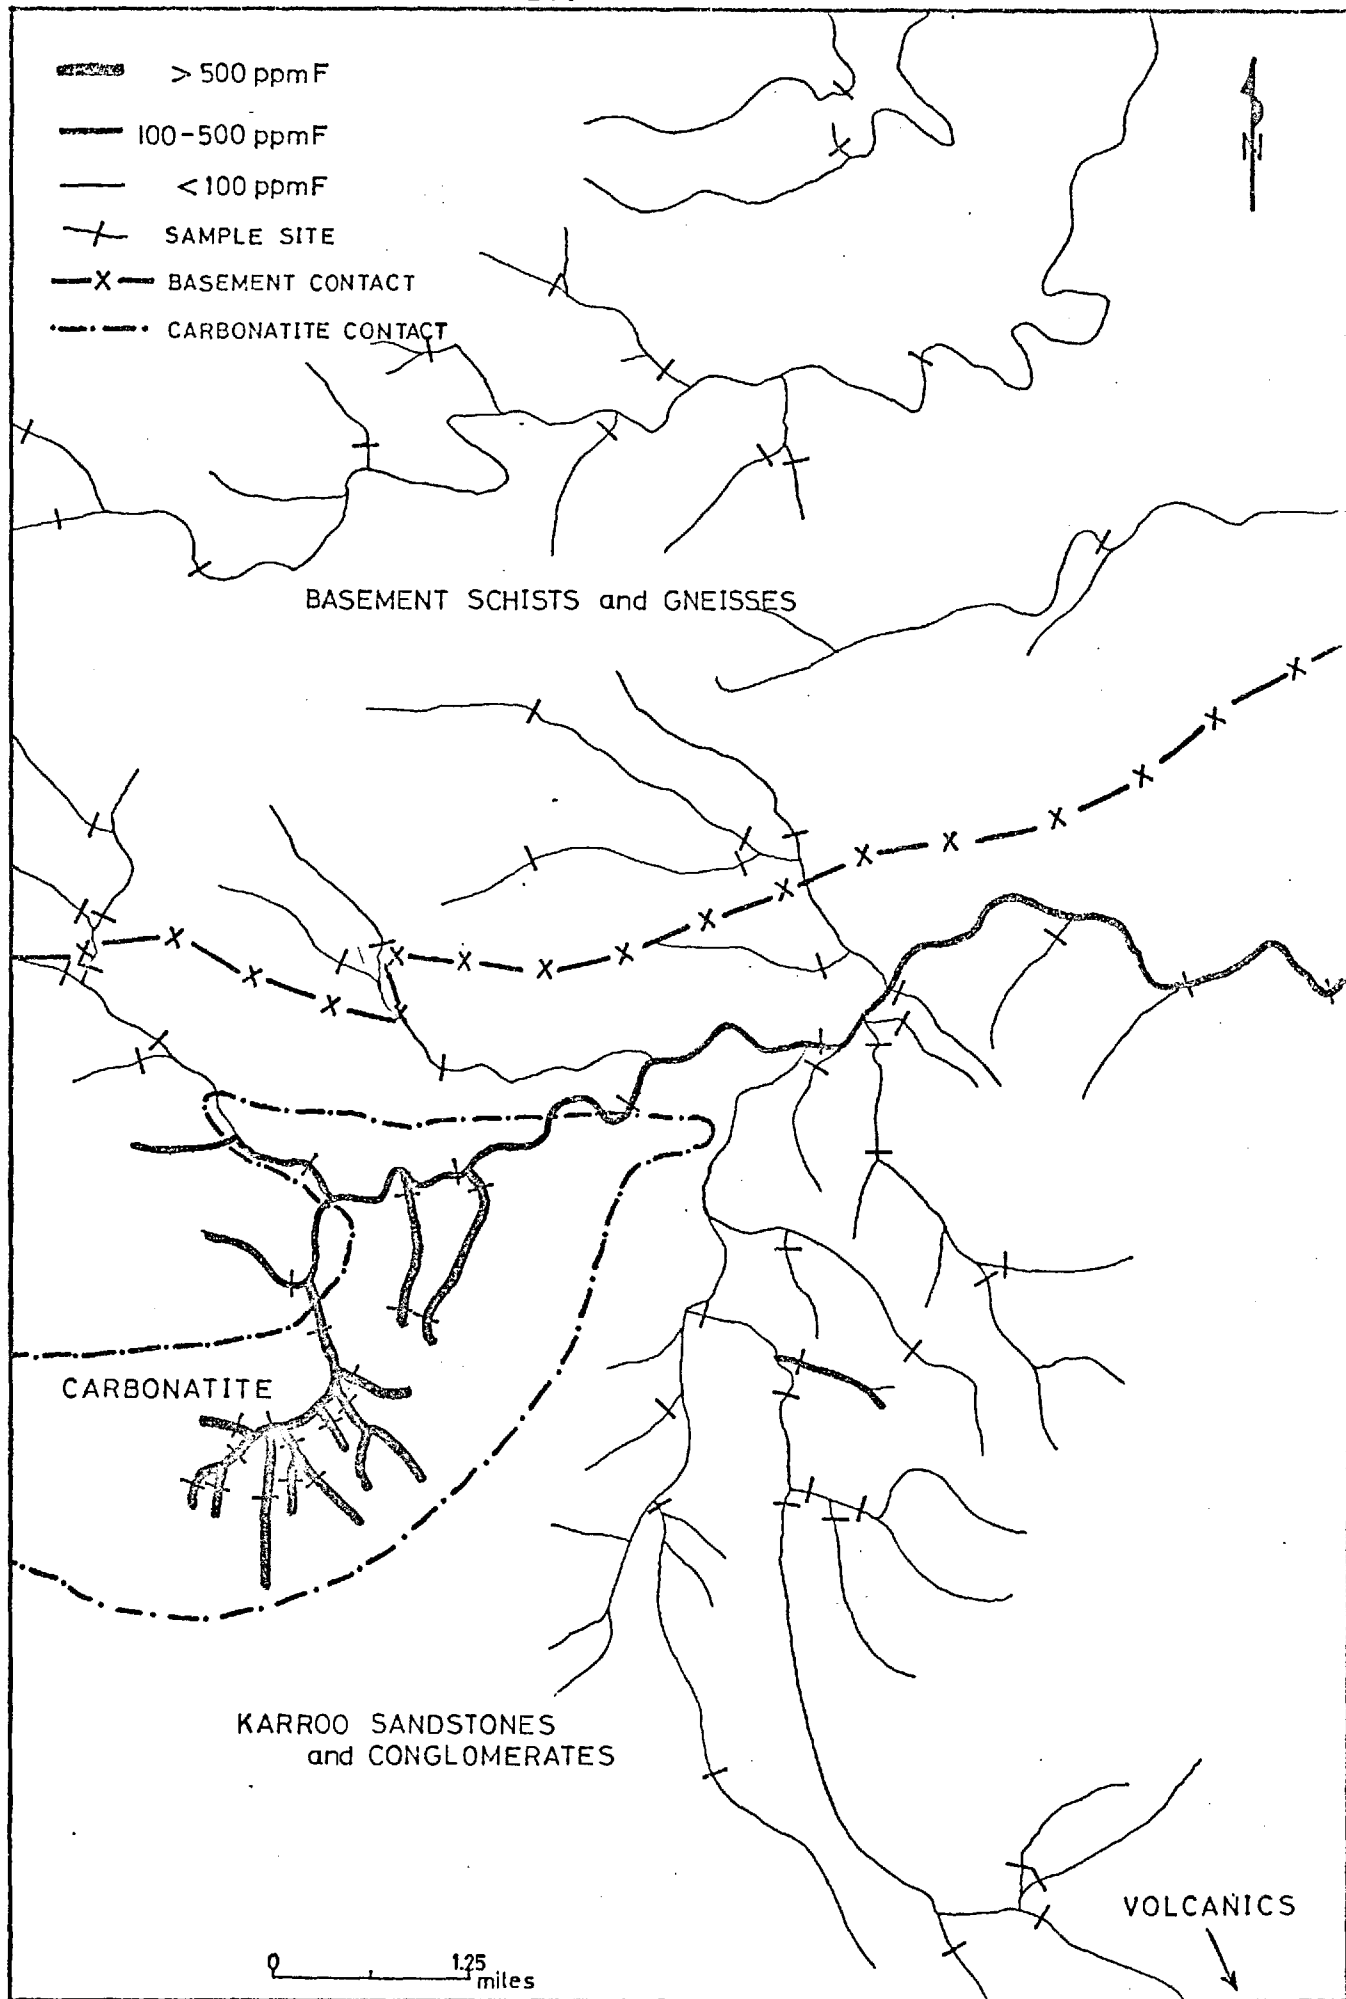 > 500 ppm F
100-500 ppm F
< 100 ppm F
SAMPLE SITE
BASEMENT CONTACT
CARBONATITE CONTACT
N
BASEMENT SCHISTS and GNEISSES
CARBONATITE
KARROO SANDSTONES
and CONGLOMERATES
VOLCANICS
0 1.25
miles